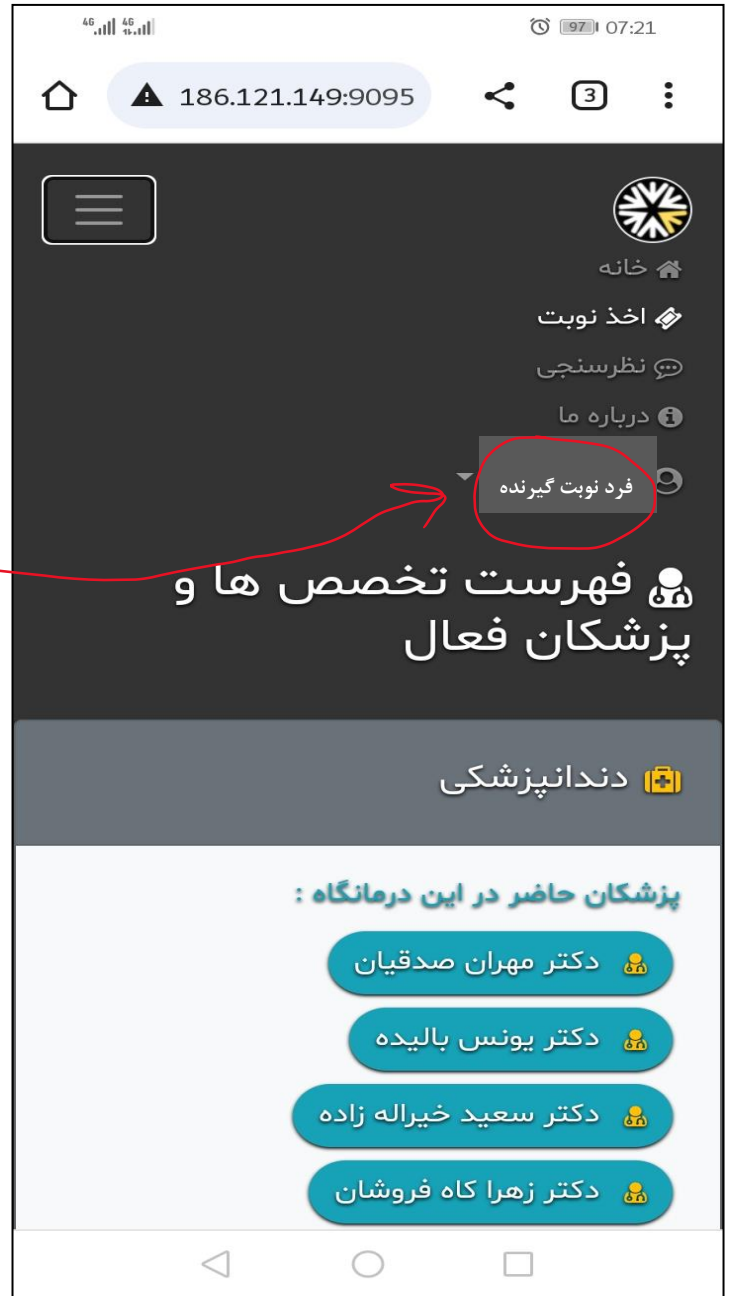 4G 4G 97 07:21
186.121.149:9095 3
خانه
اخذ نوبت
نظرسنجی
درباره ما
فرد نوبت گیرنده
فهرست تخصص ها و
پزشکان فعال
دندانپزشکی
پزشکان حاضر در این درمانگاه :
دکتر مهران صدقیان
دکتر یونس بالیده
دکتر سعید خیراله زاده
دکتر زهرا کاه فروشان